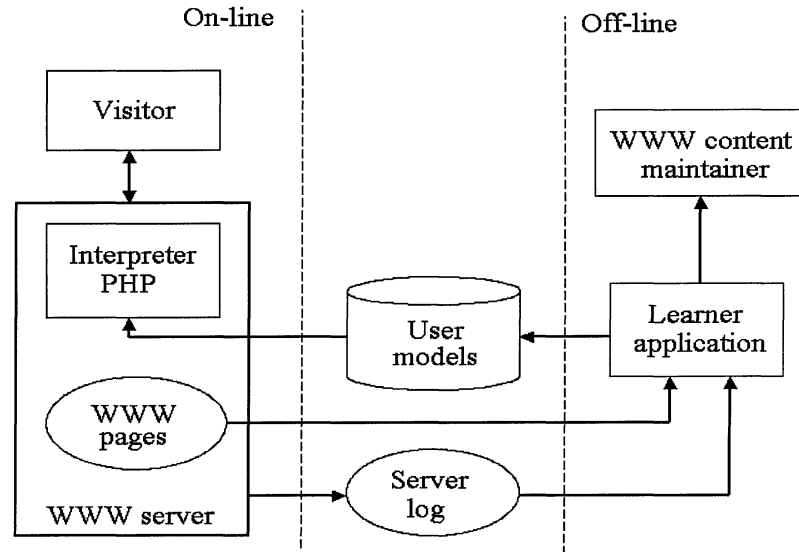 On-line
Off-line
Visitor
WWW content
maintainer
Interpreter
PHP
User
models
Learner
application
WWW
pages
Server
log
WWW server